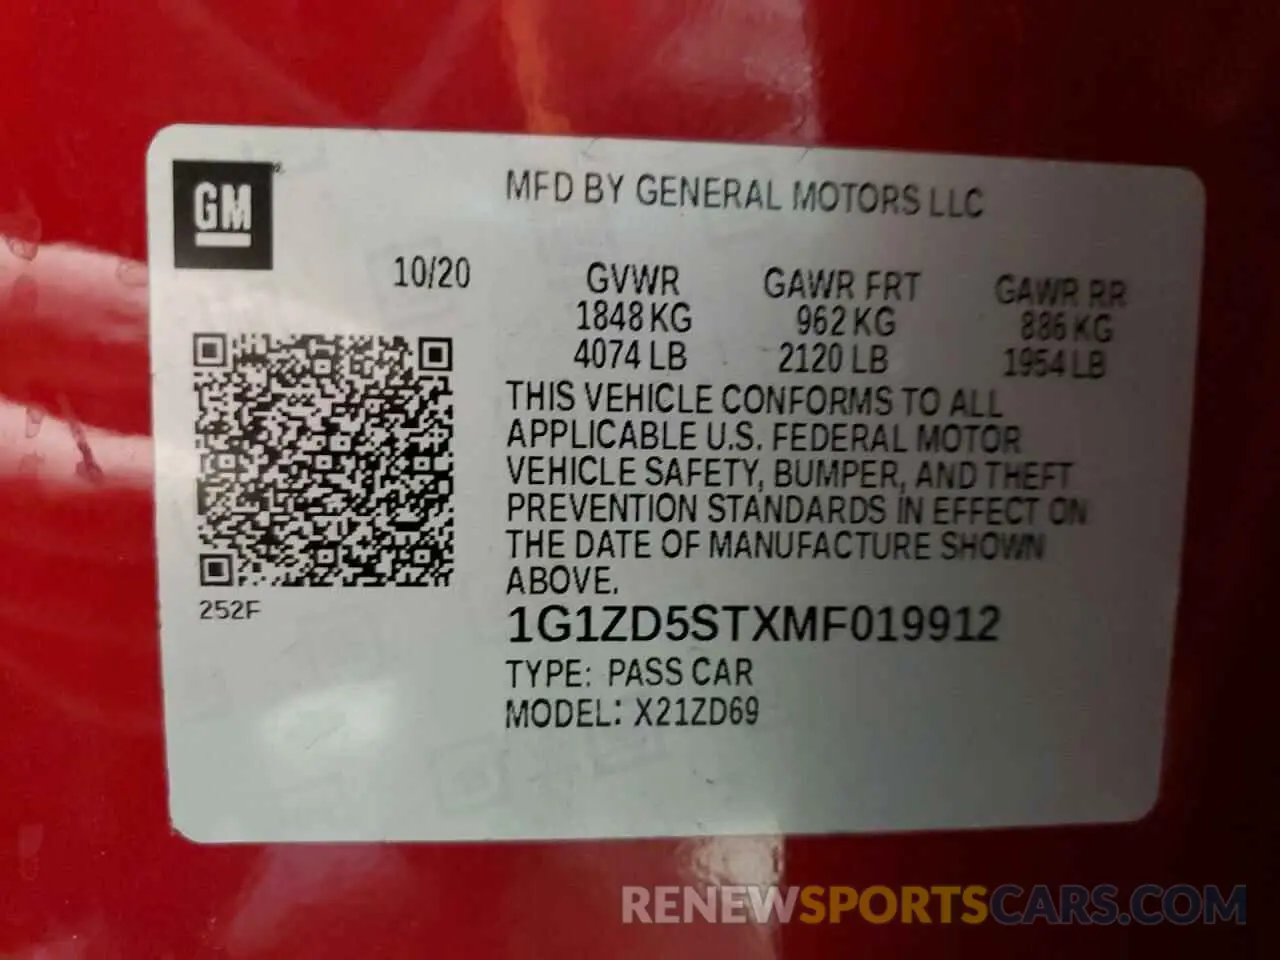 GM
MFD BY GENERAL MOTORS LLC
10/20
GVWR GAWR FRT GAWR RR
1848 KG 962 KG 886 KG
4074 LB 2120 LB 1954 LB
THIS VEHICLE CONFORMS TO ALL
APPLICABLE U.S. FEDERAL MOTOR
VEHICLE SAFETY, BUMPER, AND THEFT
PREVENTION STANDARDS IN EFFECT ON
THE DATE OF MANUFACTURE SHOWN
ABOVE.
252F
1G1ZD5STXMF019912
TYPE: PASS CAR
MODEL: X21ZD69
RENEWSPORTSCARS.COM